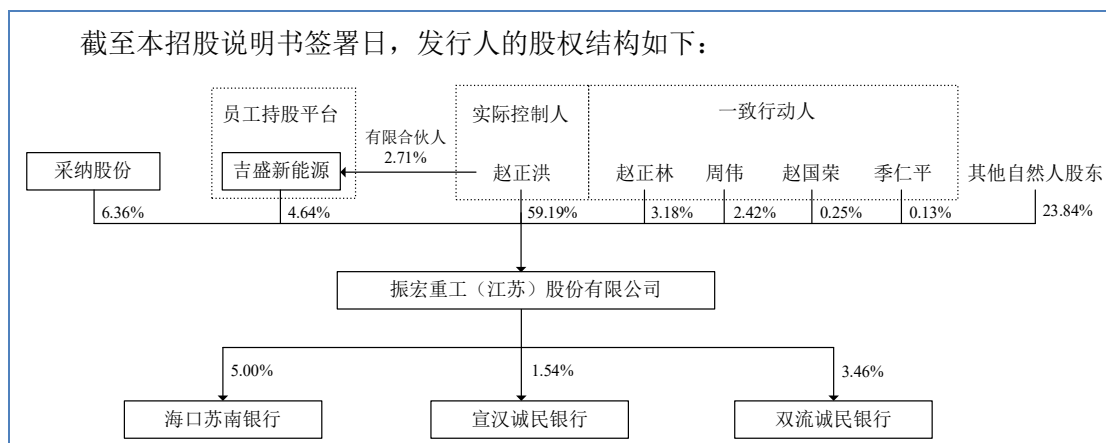 截至本招股说明书签署日，发行人的股权结构如下：
员工持股平台
实际控制人
一致行动人
有限合伙人
2.71%
采纳股份
吉盛新能源
赵正洪
赵正林
周伟
赵国荣
季仁平
其他自然人股东
6.36%
4.64%
59.19%
3.18%
2.42%
0.25%
0.13%
23.84%
振宏重工（江苏）股份有限公司
5.00%
1.54%
3.46%
海口苏南银行
宣汉诚民银行
双流诚民银行